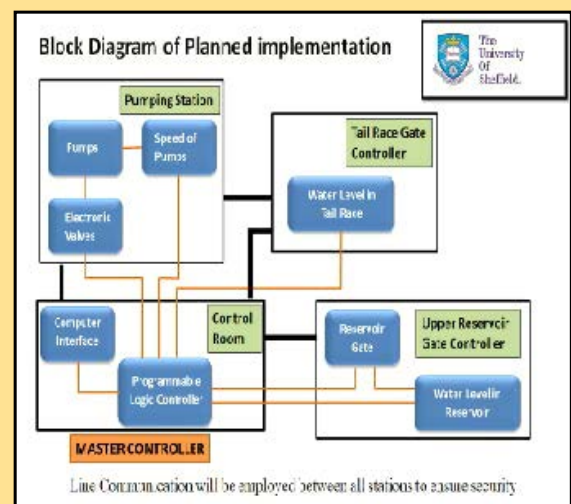 Block Diagram of Planned implementation
The
University
Of
Sheffield.
Pumping Station
Pumps
Speed of
Pumps
Electronic
Valves
Tail Race Gate
Controller
Water Level in
Tail Race
Computer
Interface
Control
Room
Programmable
Logic Controller
MASTER CONTROLLER
Reservoir
Gate
Upper Reservoir
Gate Controller
Water Level in
Reservoir
Line Communication will be employed between all stations to ensure security